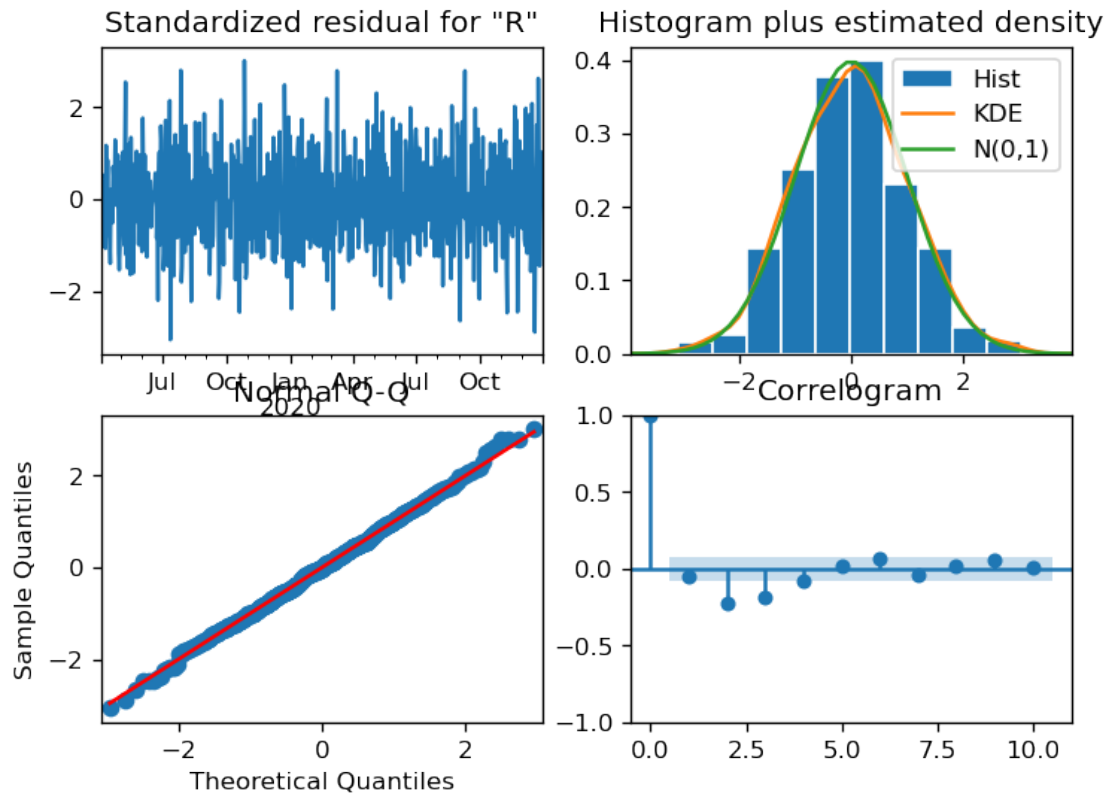 Standardized residual for "R"
2
0
−2
Jul Oct Jan Apr Jul Oct
2020
Histogram plus estimated density
0.4
0.3
0.2
0.1
0.0
Hist
KDE
N(0,1)
−2 0 2
Normal Q-Q
Sample Quantiles
2
0
−2
−2 0 2
Theoretical Quantiles
Correlogram
1.0
0.5
0.0
−0.5
−1.0
0.0 2.5 5.0 7.5 10.0